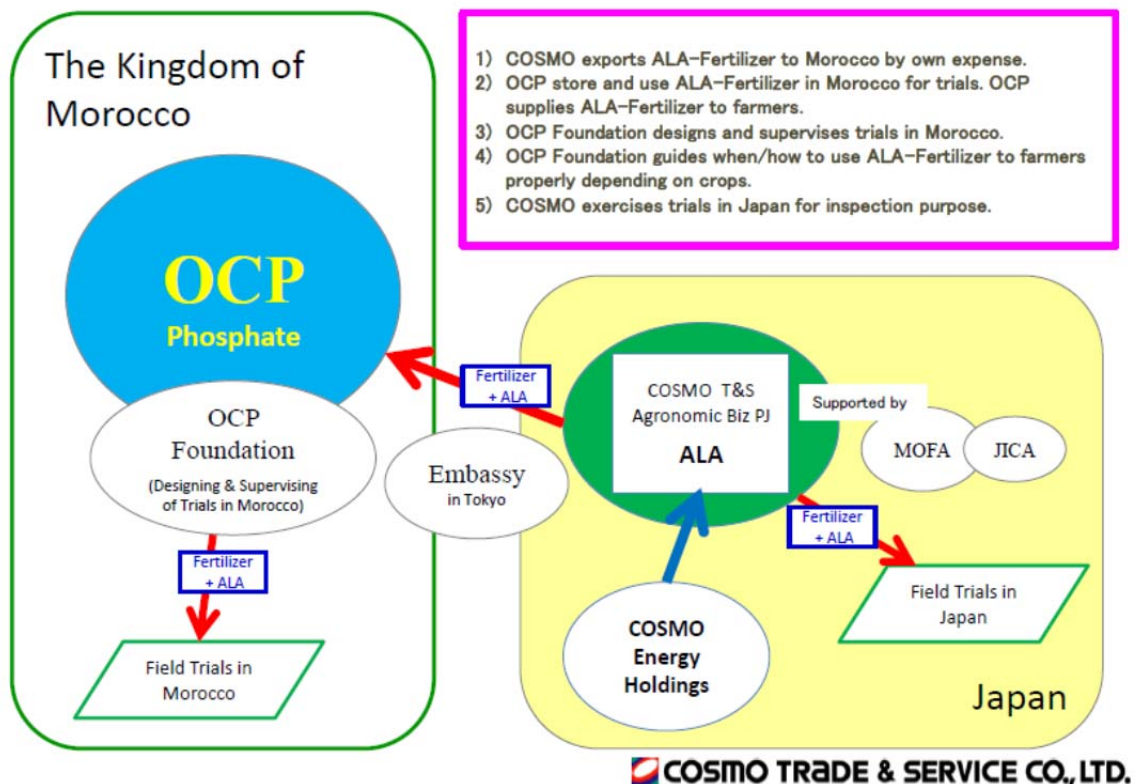 The Kingdom of
Morocco
1) COSMO exports ALA-Fertilizer to Morocco by own expense.
2) OCP store and use ALA-Fertilizer in Morocco for trials. OCP
supplies ALA-Fertilizer to farmers.
3) OCP Foundation designs and supervises trials in Morocco.
4) OCP Foundation guides when/how to use ALA-Fertilizer to farmers
properly depending on crops.
5) COSMO exercises trials in Japan for inspection purpose.
OCP
Phosphate
OCP
Foundation
(Designing & Supervising
of Trials in Morocco)
Fertilizer
+ ALA
Field Trials in
Morocco
Fertilizer
+ ALA
Embassy
in Tokyo
COSMO T&S
Agronomic Biz PJ
ALA
Supported by
MOFA
JICA
Fertilizer
+ ALA
Field Trials in
Japan
COSMO
Energy
Holdings
Japan
COSMO TRADE & SERVICE CO., LTD.